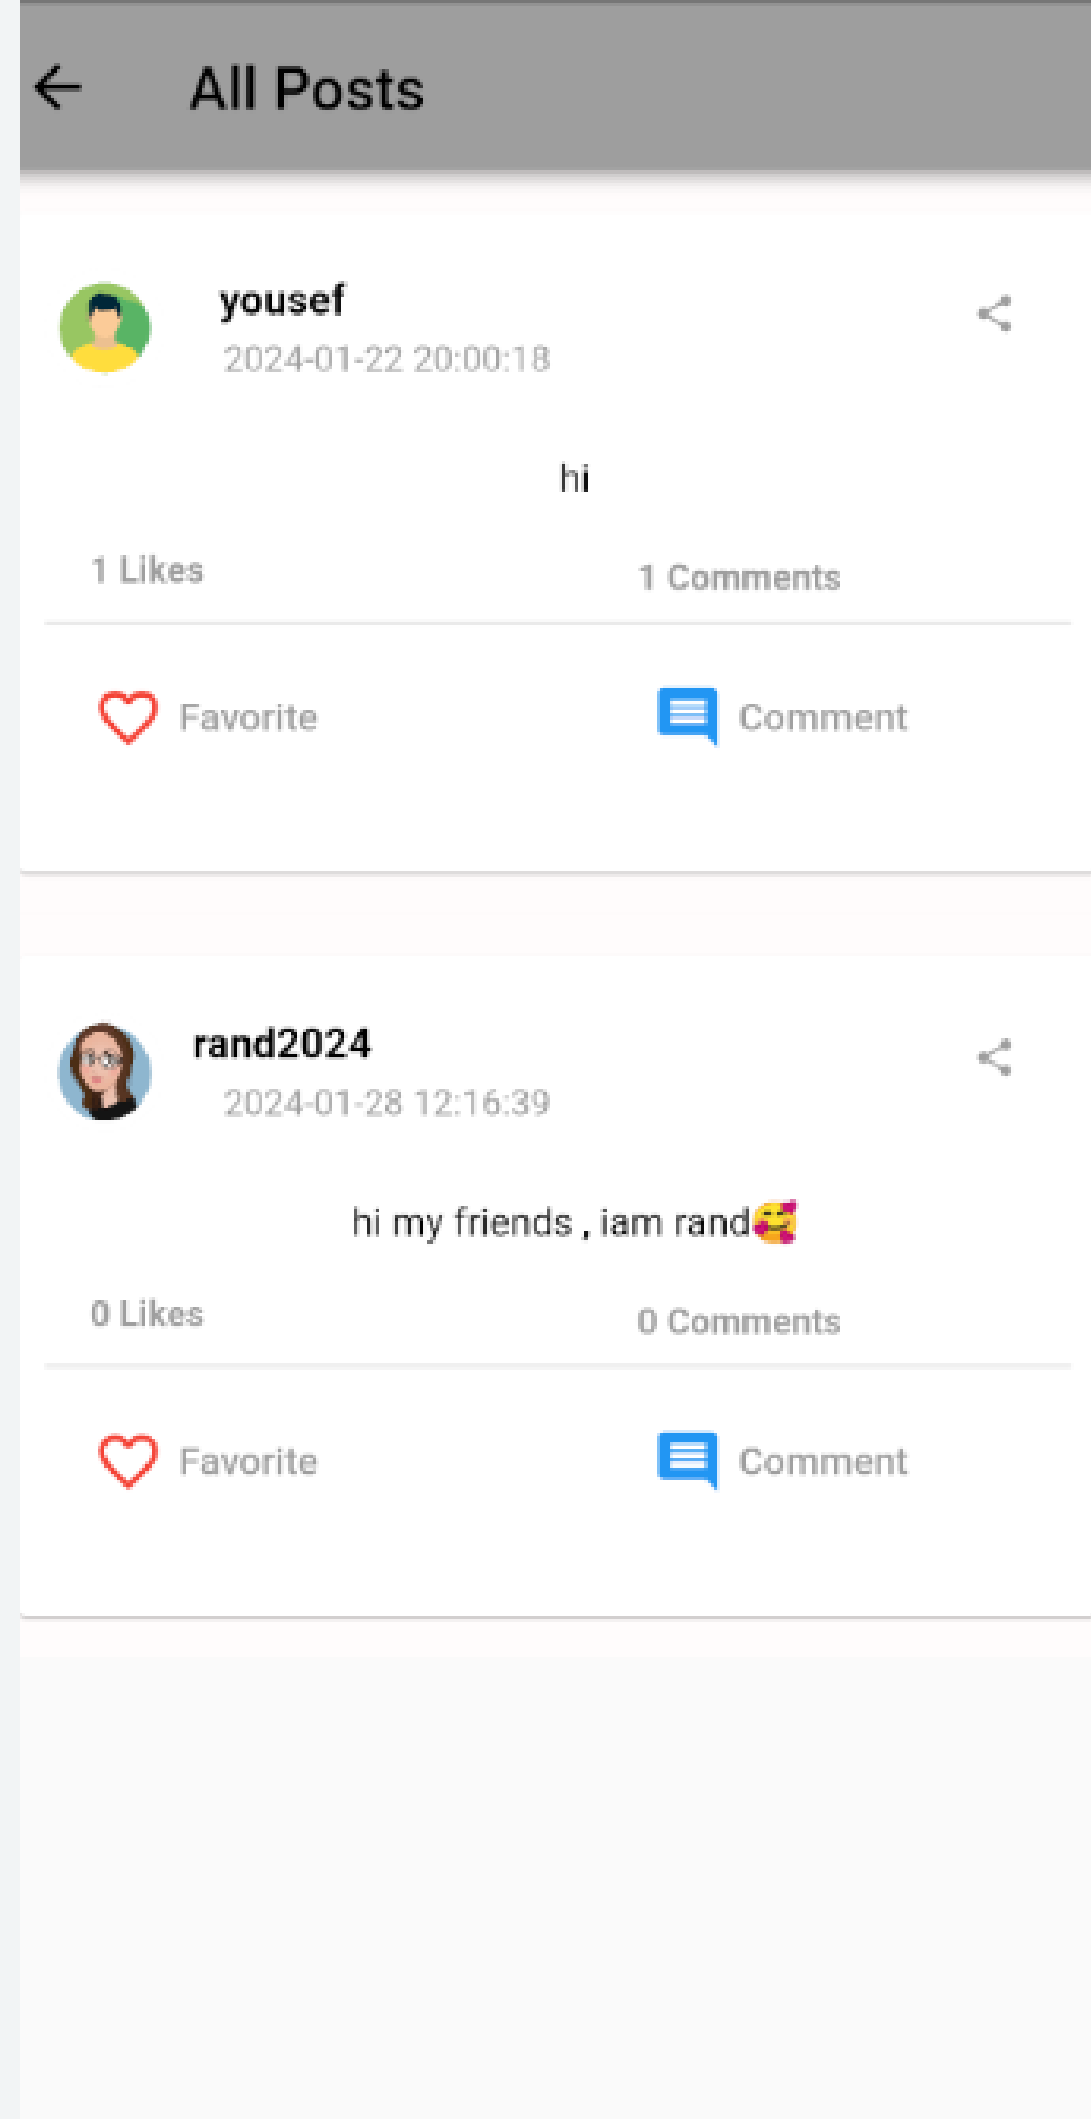 All Posts
yousef
2024-01-22 20:00:18
hi
1 Likes
1 Comments
Favorite
Comment
rand2024
2024-01-28 12:16:39
hi my friends , iam rand🥰
0 Likes
0 Comments
Favorite
Comment